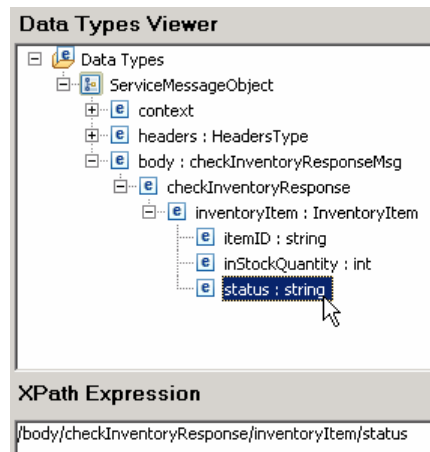 Data Types Viewer
Data Types
ServiceMessageObject
e context
e headers : HeadersType
e body : checkInventoryResponseMsg
e checkInventoryResponse
e inventoryItem : InventoryItem
e itemID : string
e inStockQuantity : int
e status : string
XPath Expression
/body/checkInventoryResponse/inventoryItem/status